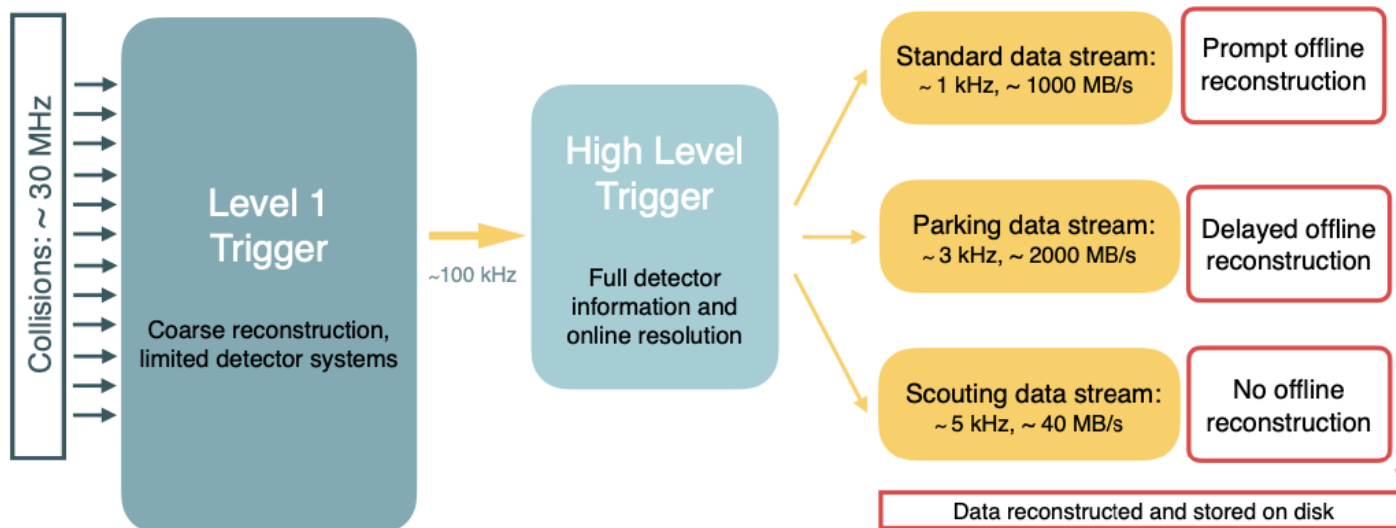 Collisions: ~ 30 MHz
Level 1
Trigger
Coarse reconstruction,
limited detector systems
~100 kHz
High Level
Trigger
Full detector
information and
online resolution
Standard data stream:
~ 1 kHz, ~ 1000 MB/s
Prompt offline
reconstruction
Parking data stream:
~ 3 kHz, ~ 2000 MB/s
Delayed offline
reconstruction
Scouting data stream:
~ 5 kHz, ~ 40 MB/s
No offline
reconstruction
Data reconstructed and stored on disk